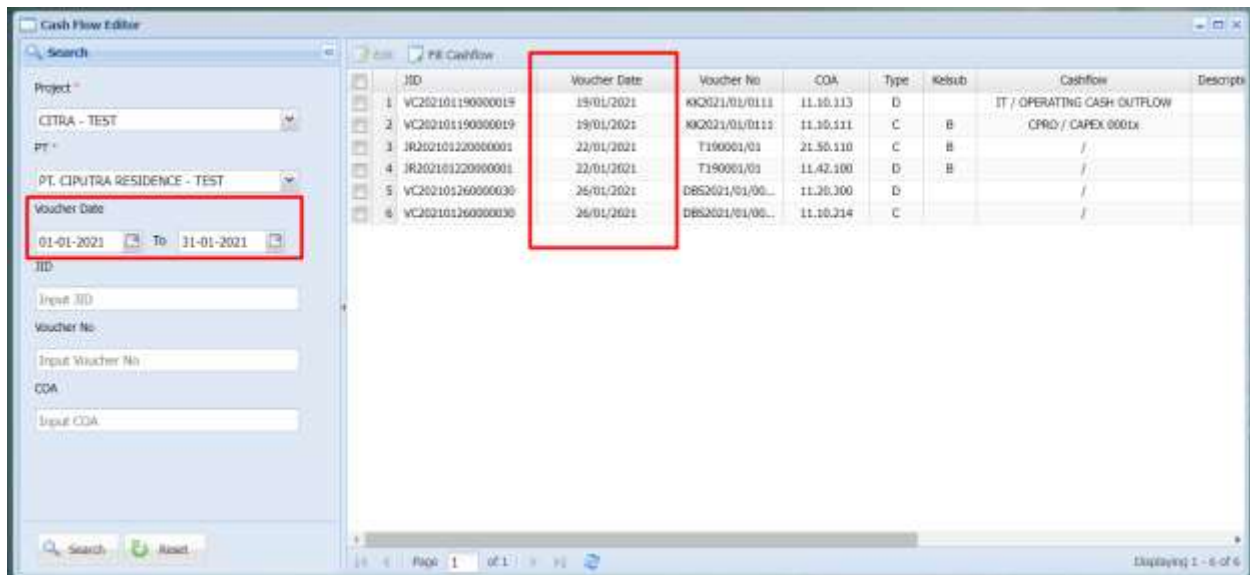 Cash Flow Editor
Search
Project *
CITRA - TEST
PT *
PT. CIPUTRA RESIDENCE - TEST
Voucher Date
01-01-2021 To 31-01-2021
JID
Input JID
Voucher No
Input Voucher No
COA
Input COA
Search Reset
Edit Fill Cashflow
JID Voucher Date Voucher No COA Type Kelsub Cashflow Descripti
1 VC202101190000019 19/01/2021 KK2021/01/0111 11.10.113 D IT / OPERATING CASH OUTFLOW
2 VC202101190000019 19/01/2021 KK2021/01/0111 11.10.111 C B CPRO / CAPEX 0001x
3 JR202101220000001 22/01/2021 T190001/01 21.50.110 C B /
4 JR202101220000001 22/01/2021 T190001/01 11.42.100 D B /
5 VC202101260000030 26/01/2021 DBS2021/01/00... 11.20.300 D /
6 VC202101260000030 26/01/2021 DBS2021/01/00... 11.10.214 C /
Page 1 of 1
Displaying 1 - 6 of 6